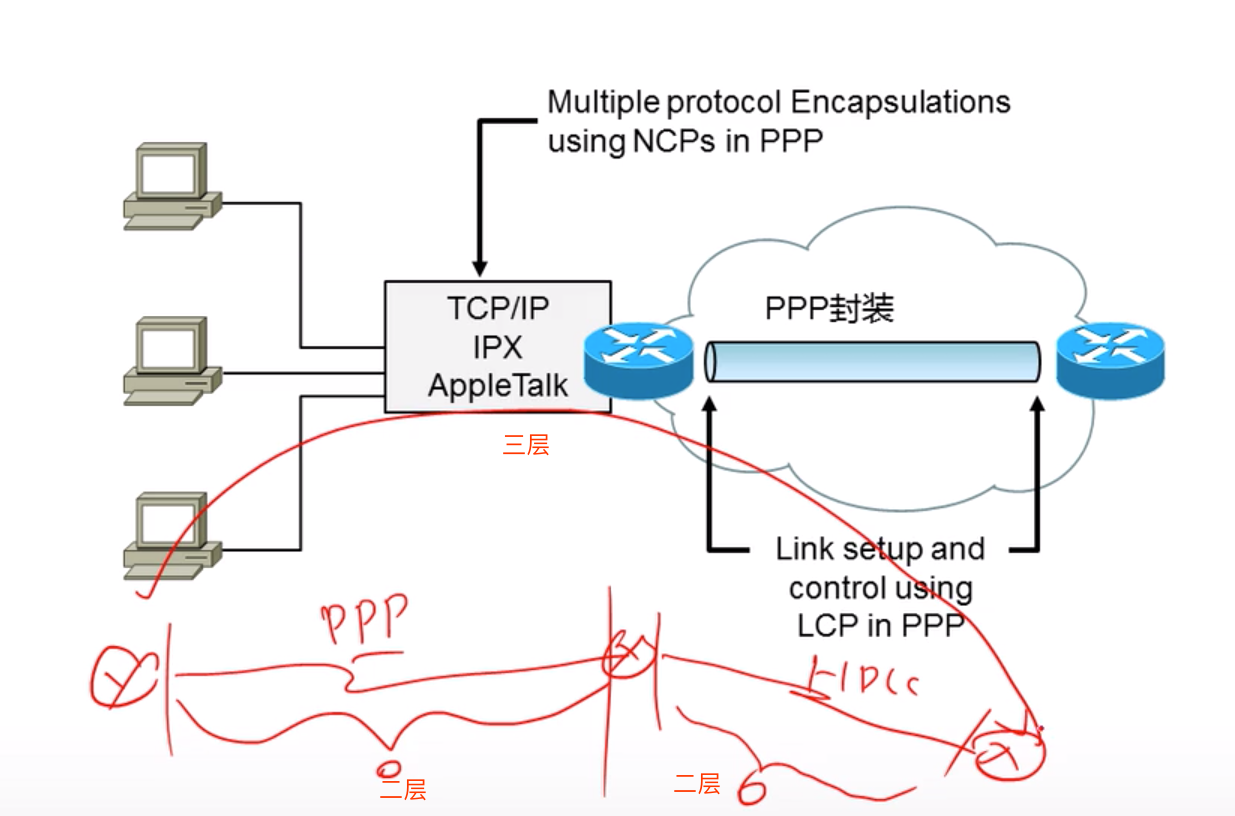 Multiple protocol Encapsulations
using NCPs in PPP
TCP/IP
IPX
AppleTalk
PPP封装
三层
Link setup and
control using
LCP in PPP
PPP
HDLC
二层
二层